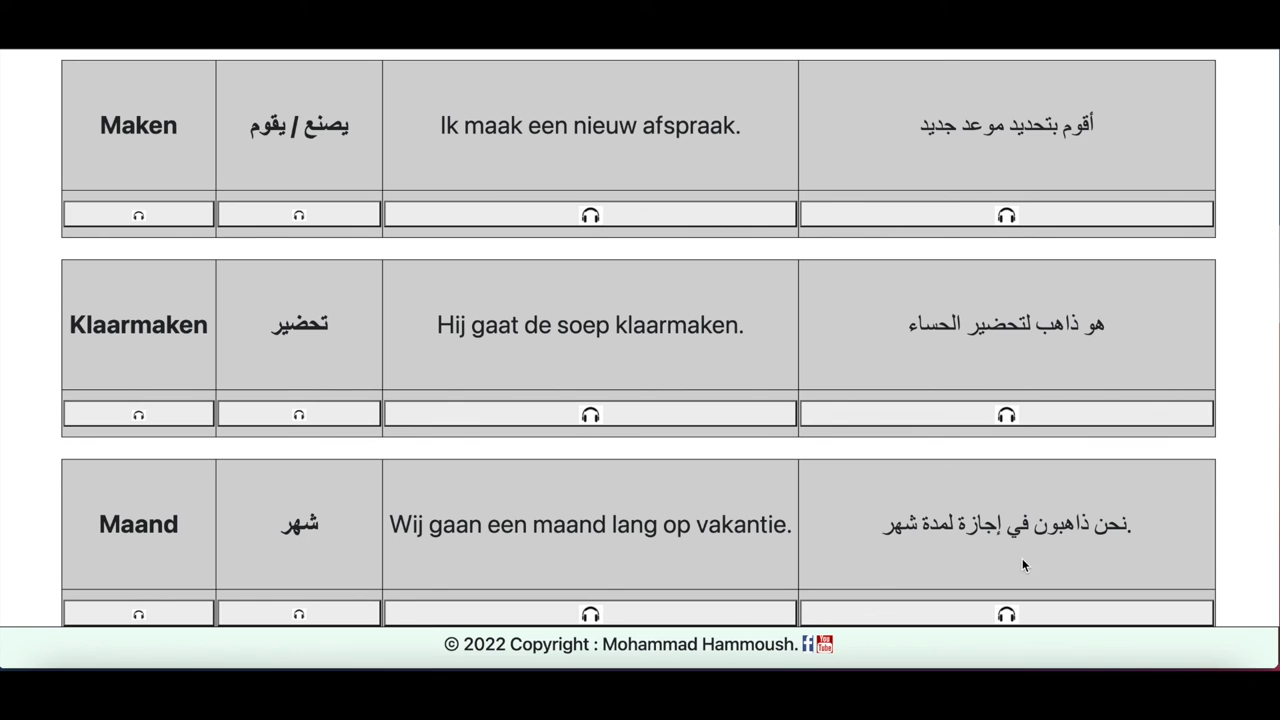 Maken
يصنع / يقوم
Ik maak een nieuw afspraak.
أقوم بتحديد موعد جديد
Klaarmaken
تحضير
Hij gaat de soep klaarmaken.
هو ذاهب لتحضير الحساء
Maand
شهر
Wij gaan een maand lang op vakantie.
نحن ذاهبون في إجازة لمدة شهر.
© 2022 Copyright : Mohammad Hammoush.
f You Tube